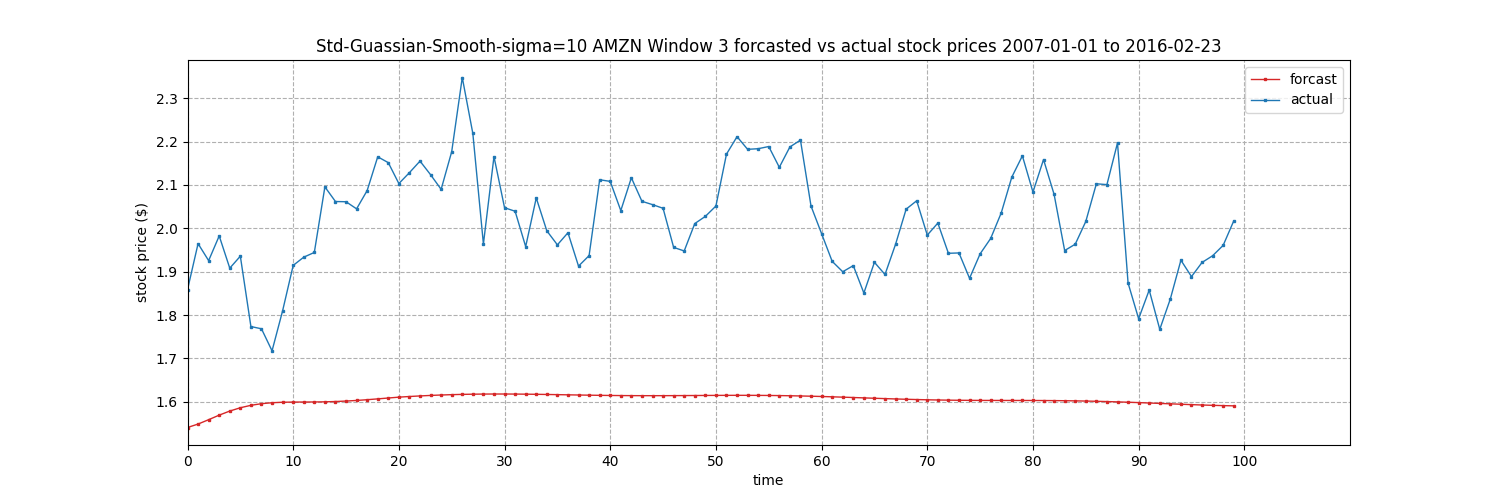 Std-Guassian-Smooth-sigma=10 AMZN Window 3 forcasted vs actual stock prices 2007-01-01 to 2016-02-23
forcast
actual
stock price ($)
2.3
2.2
2.1
2.0
1.9
1.8
1.7
1.6
0 10 20 30 40 50 60 70 80 90 100
time